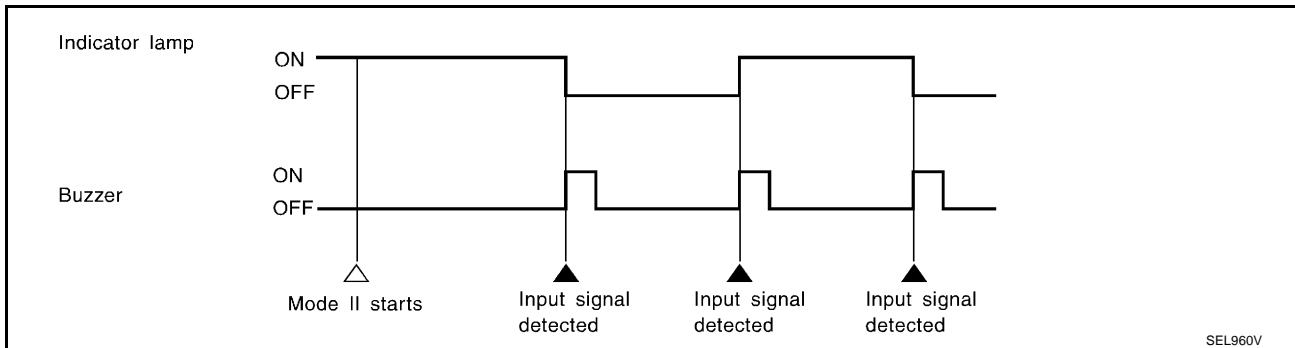 Indicator lamp
ON
OFF
Buzzer
ON
OFF
Mode II starts
Input signal
detected
Input signal
detected
Input signal
detected
SEL960V